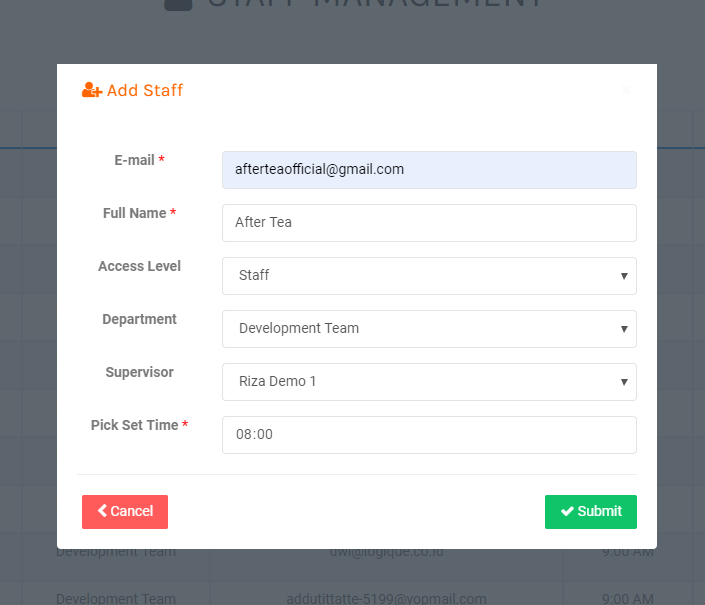 STAFF MANAGEMENT
Add Staff
×
E-mail *
afterteaofficial@gmail.com
Full Name *
After Tea
Access Level
Staff
Department
Development Team
Supervisor
Riza Demo 1
Pick Set Time *
08:00
Cancel
Submit
Development Team dwi@logique.co.id 9:00 AM
Development Team addutittatte-5199@yopmail.com 9:00 AM